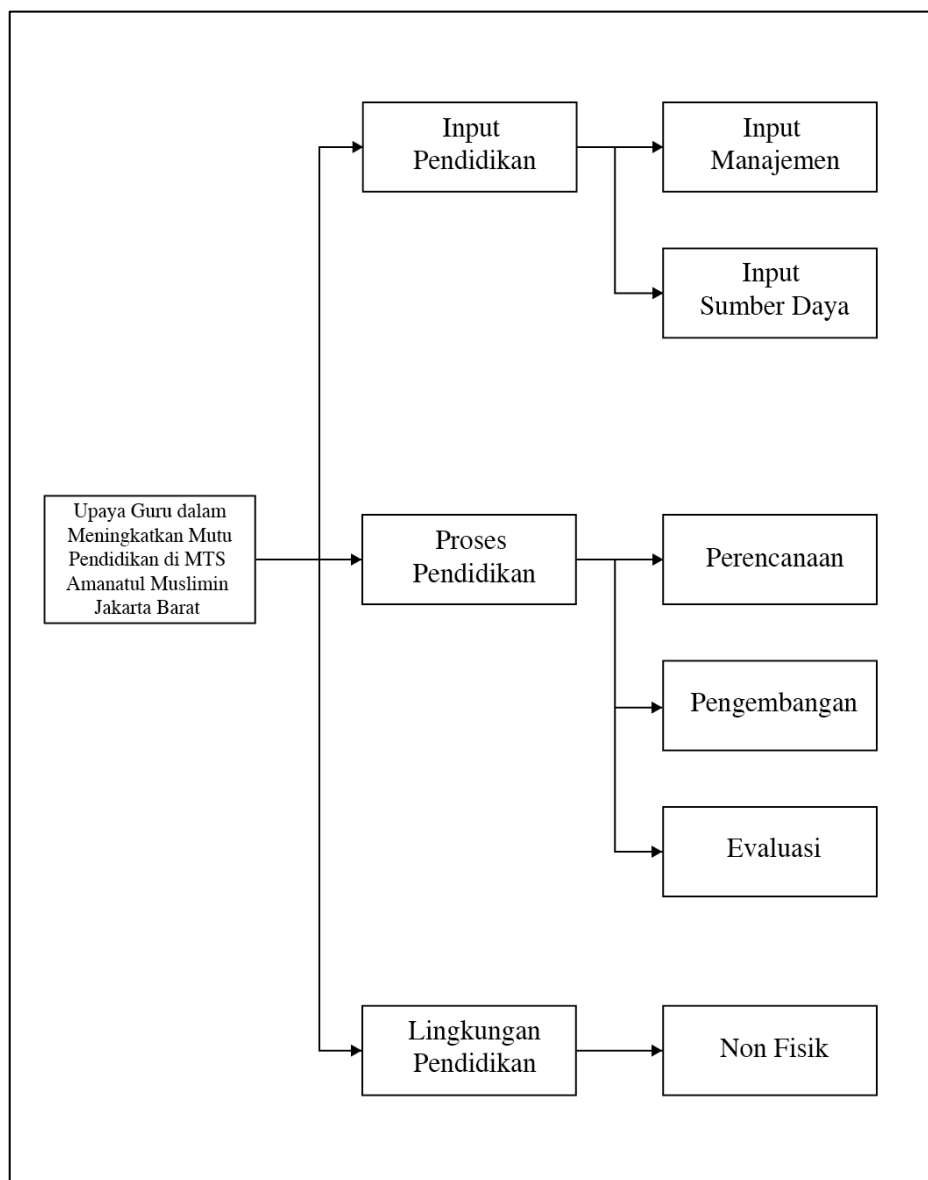 Input
Pendidikan
Input
Manajemen
Input
Sumber Daya
Upaya Guru dalam
Meningkatkan Mutu
Pendidikan di MTS
Amanatul Muslimin
Jakarta Barat
Proses
Pendidikan
Perencanaan
Pengembangan
Evaluasi
Lingkungan
Pendidikan
Non Fisik